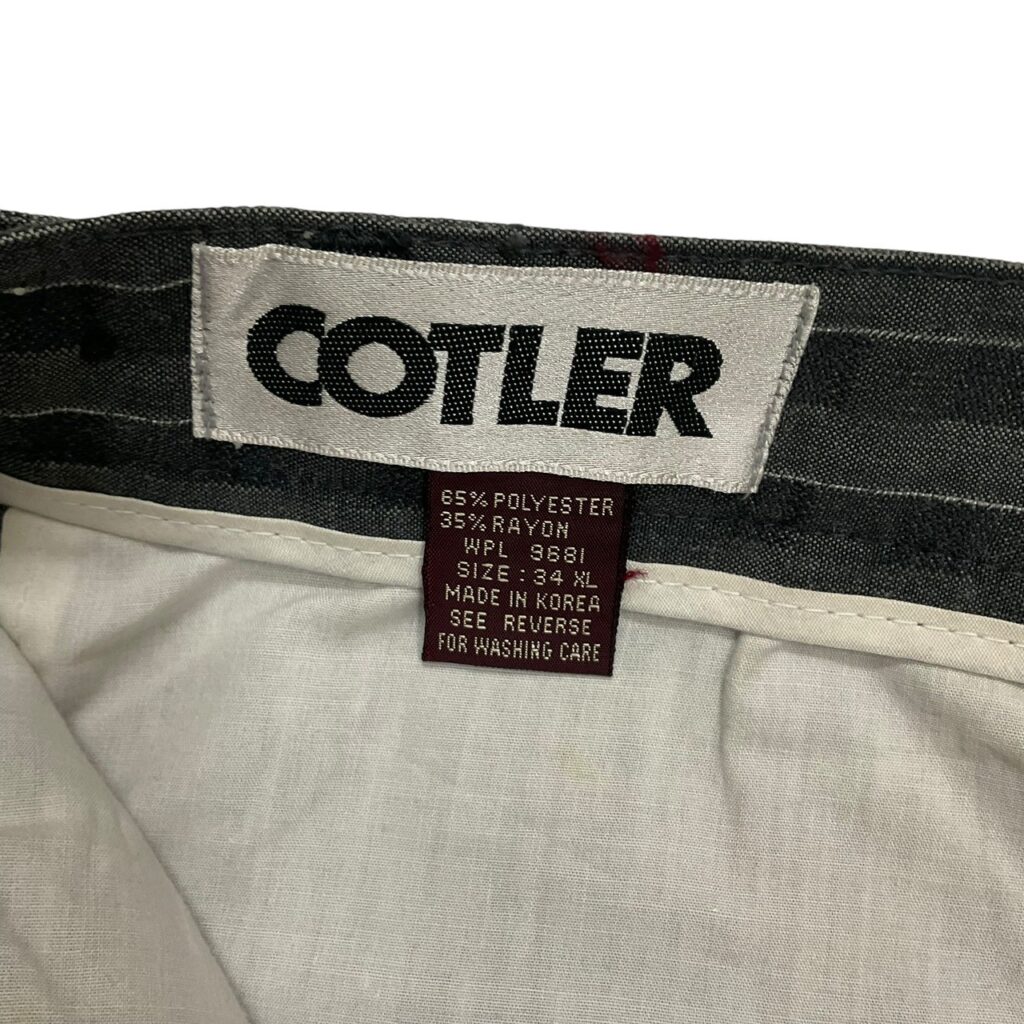 COTLER
65% POLYESTER
35% RAYON
WPL 9681
SIZE : 34 XL
MADE IN KOREA
SEE REVERSE
FOR WASHING CARE